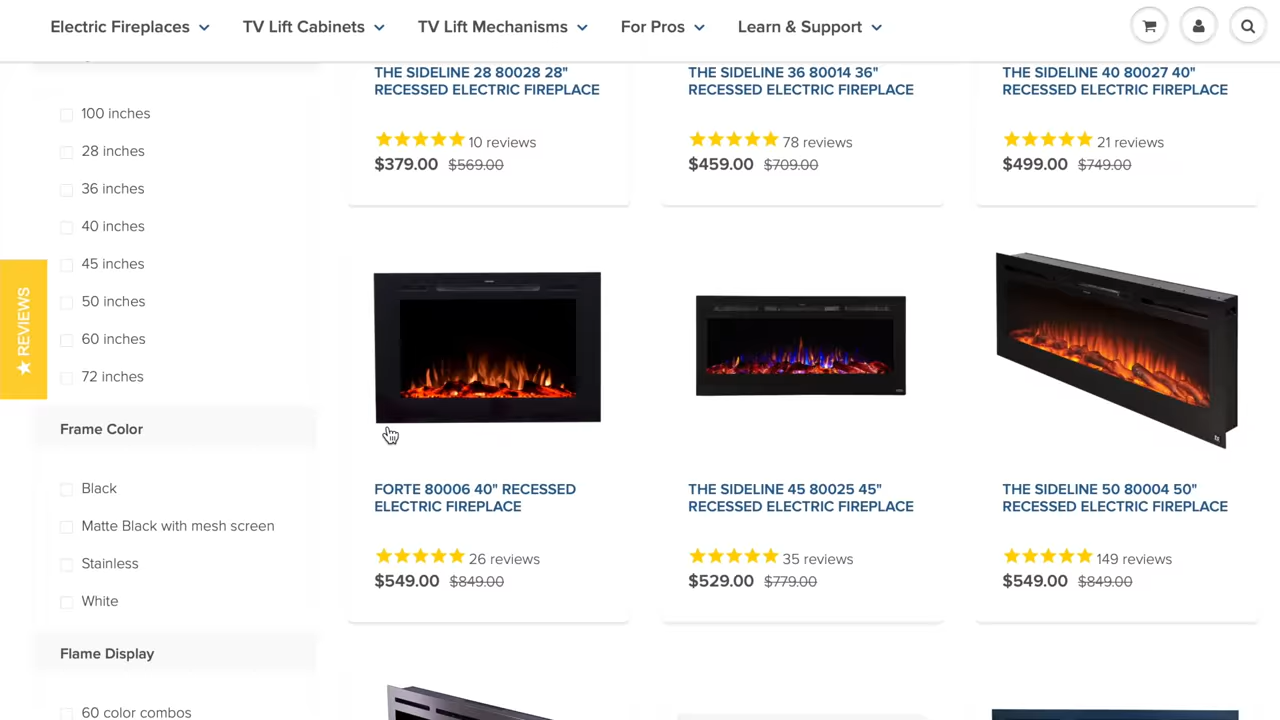 Electric Fireplaces
TV Lift Cabinets
TV Lift Mechanisms
For Pros
Learn & Support
100 inches
28 inches
36 inches
40 inches
45 inches
50 inches
60 inches
72 inches
Frame Color
Black
Matte Black with mesh screen
Stainless
White
Flame Display
60 color combos
★ REVIEWS
THE SIDELINE 28 80028 28"
RECESSED ELECTRIC FIREPLACE
10 reviews
$379.00 $569.00
THE SIDELINE 36 80014 36"
RECESSED ELECTRIC FIREPLACE
78 reviews
$459.00 $709.00
THE SIDELINE 40 80027 40"
RECESSED ELECTRIC FIREPLACE
21 reviews
$499.00 $749.00
FORTE 80006 40" RECESSED
ELECTRIC FIREPLACE
26 reviews
$549.00 $849.00
THE SIDELINE 45 80025 45"
RECESSED ELECTRIC FIREPLACE
35 reviews
$529.00 $779.00
THE SIDELINE 50 80004 50"
RECESSED ELECTRIC FIREPLACE
149 reviews
$549.00 $849.00